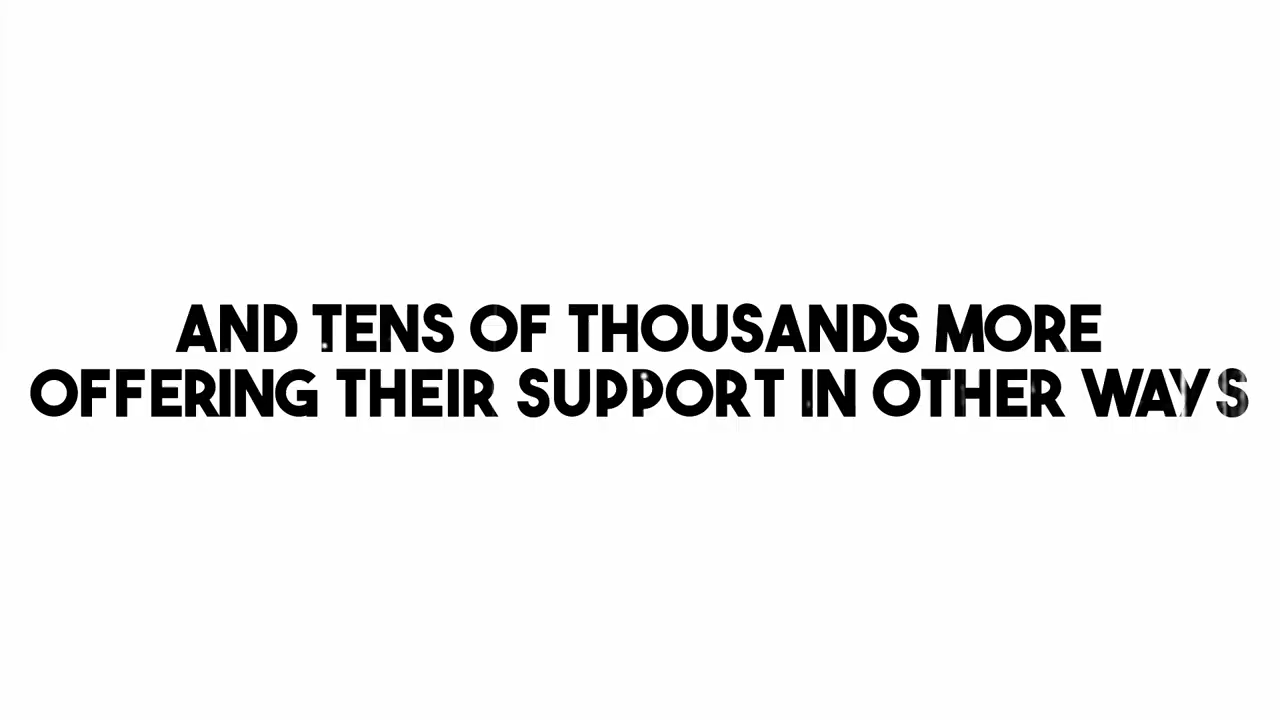 AND TENS OF THOUSANDS MORE
OFFERING THEIR SUPPORT IN OTHER WAYS